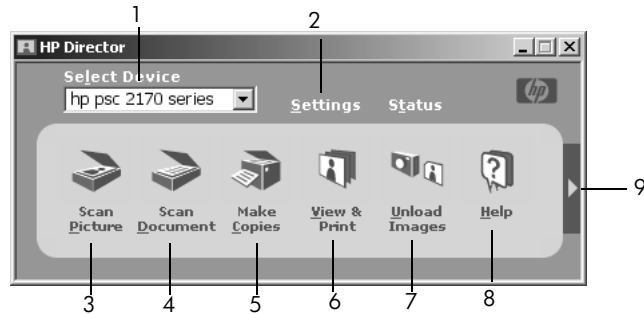 1
2
HP Director
Select Device
hp psc 2170 series
Settings
Status
hp
9
Scan
Picture
Scan
Document
Make
Copies
View &
Print
Unload
Images
Help
3
4
5
6
7
8